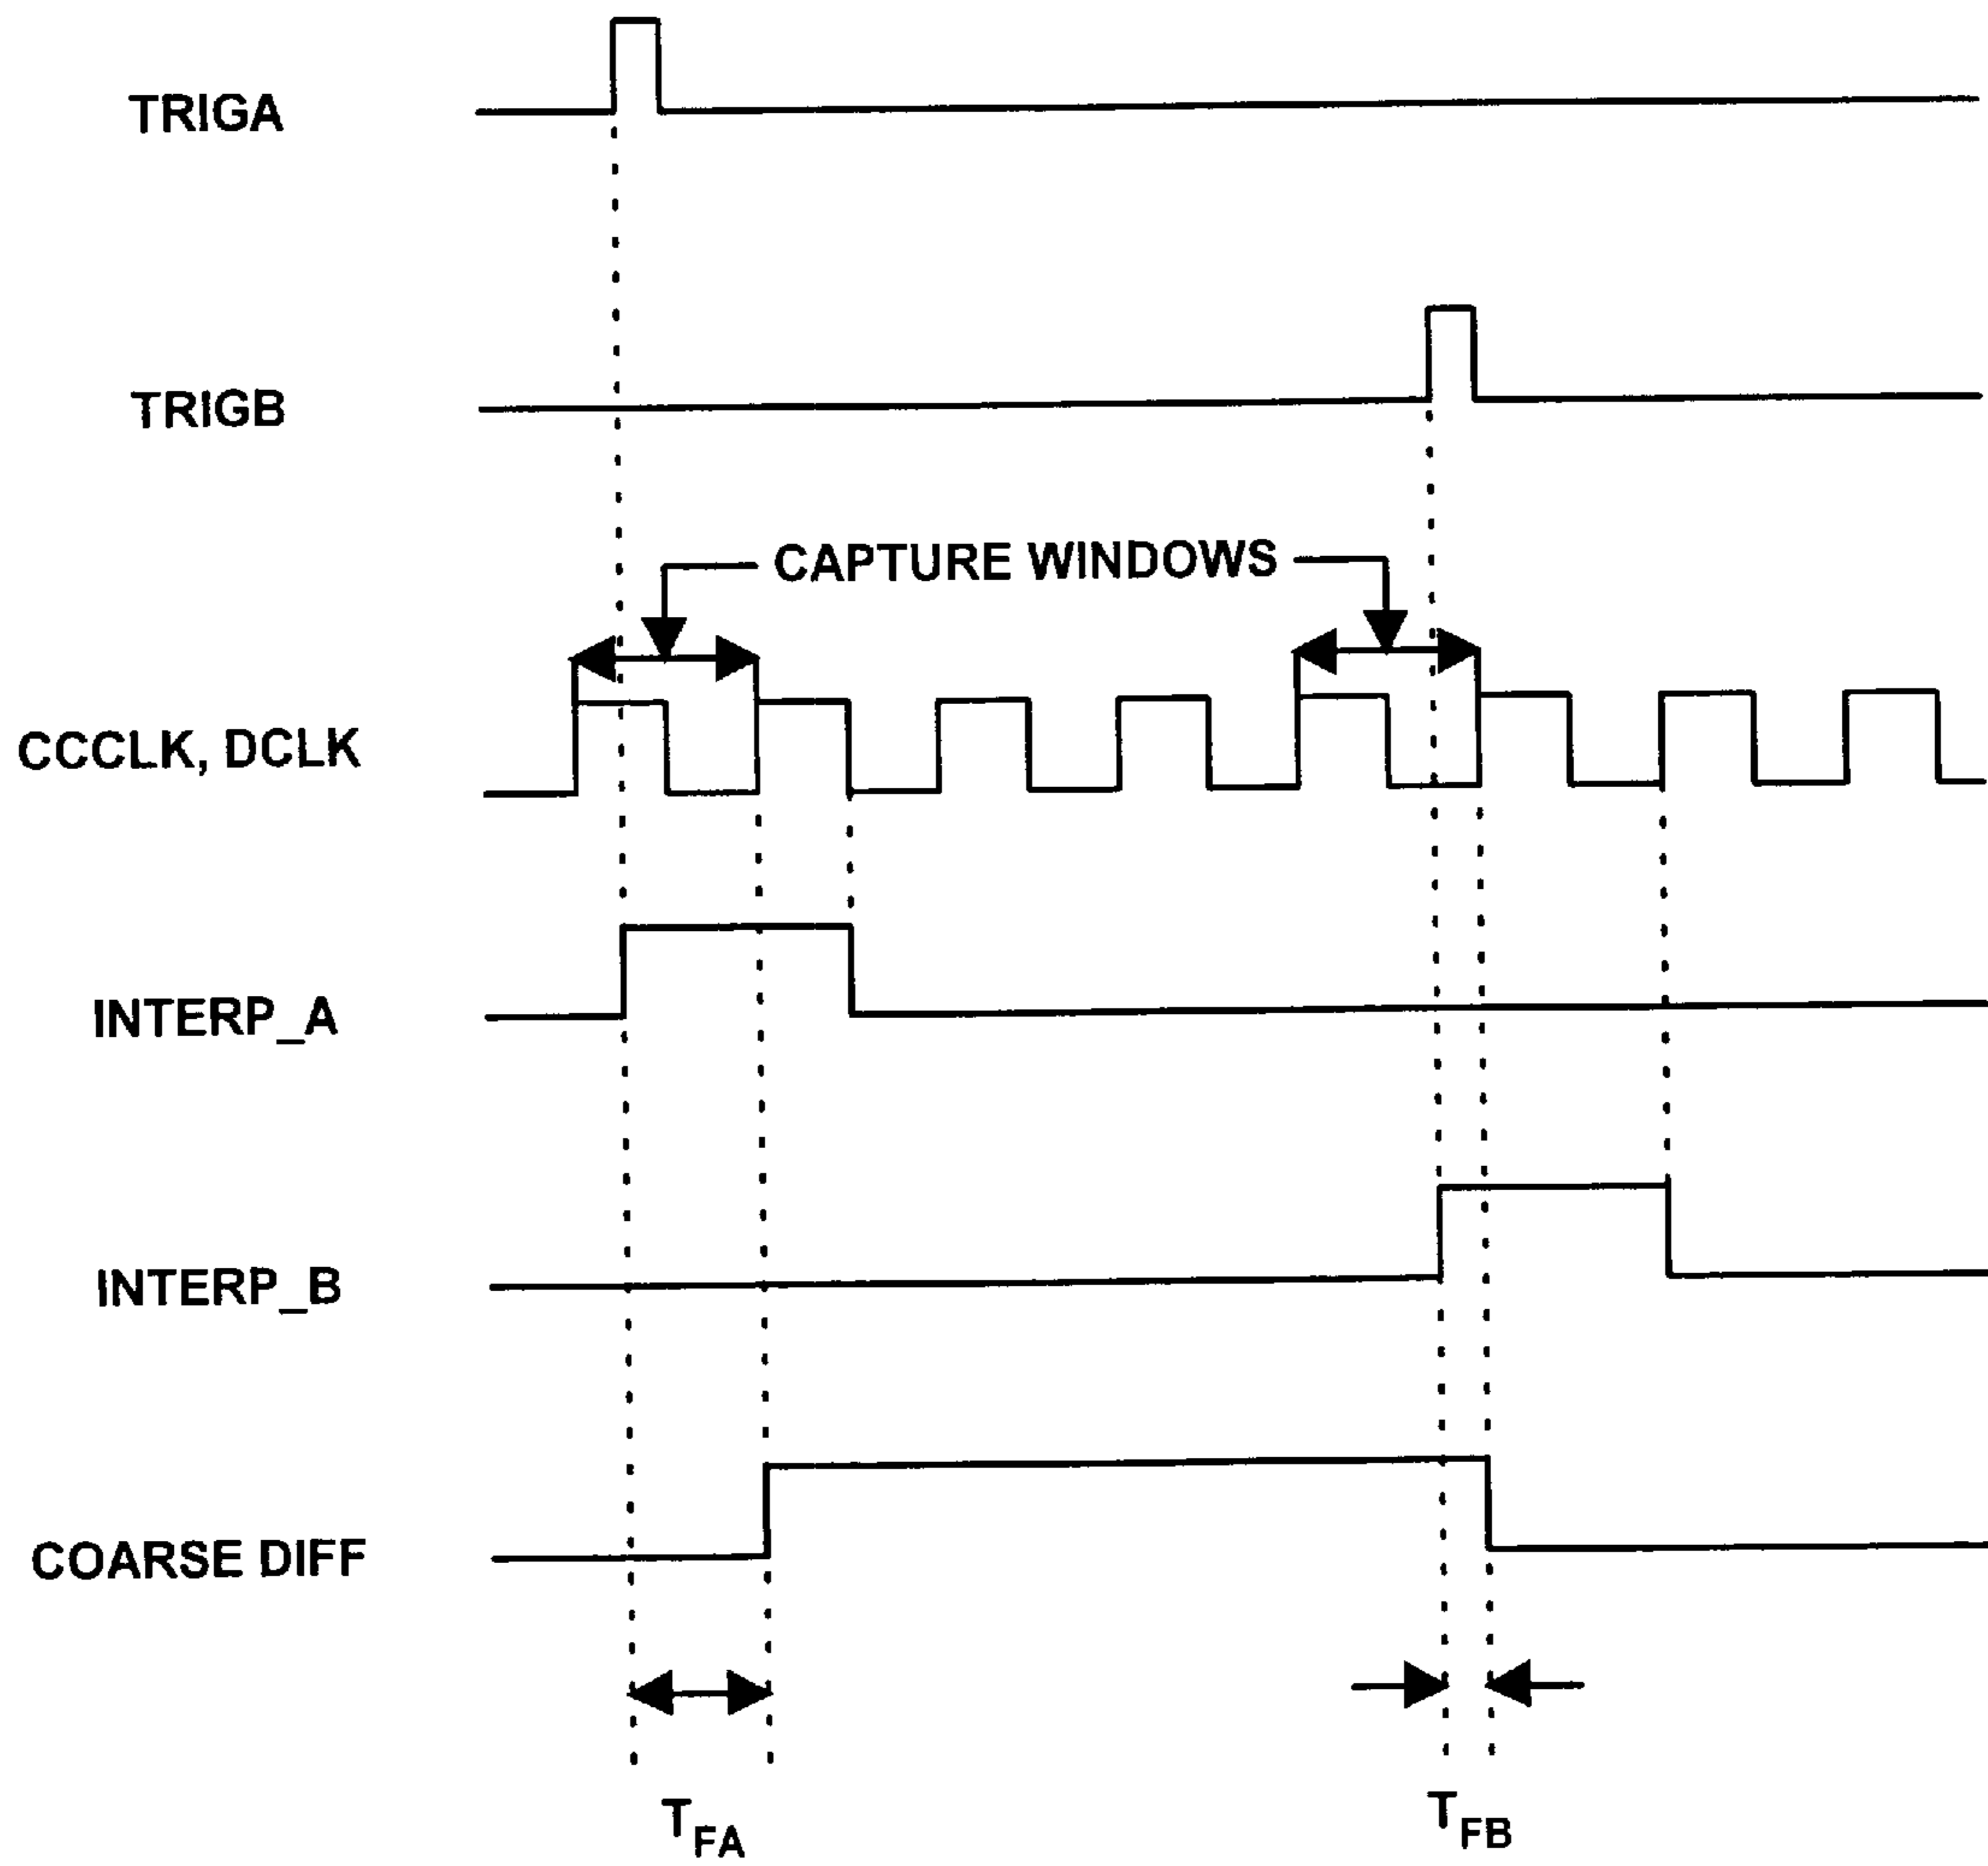 TRIGA
TRIGB
CAPTURE WINDOWS
CCCLK, DCLK
INTERP_A
INTERP_B
COARSE DIFF
TFA
TFB